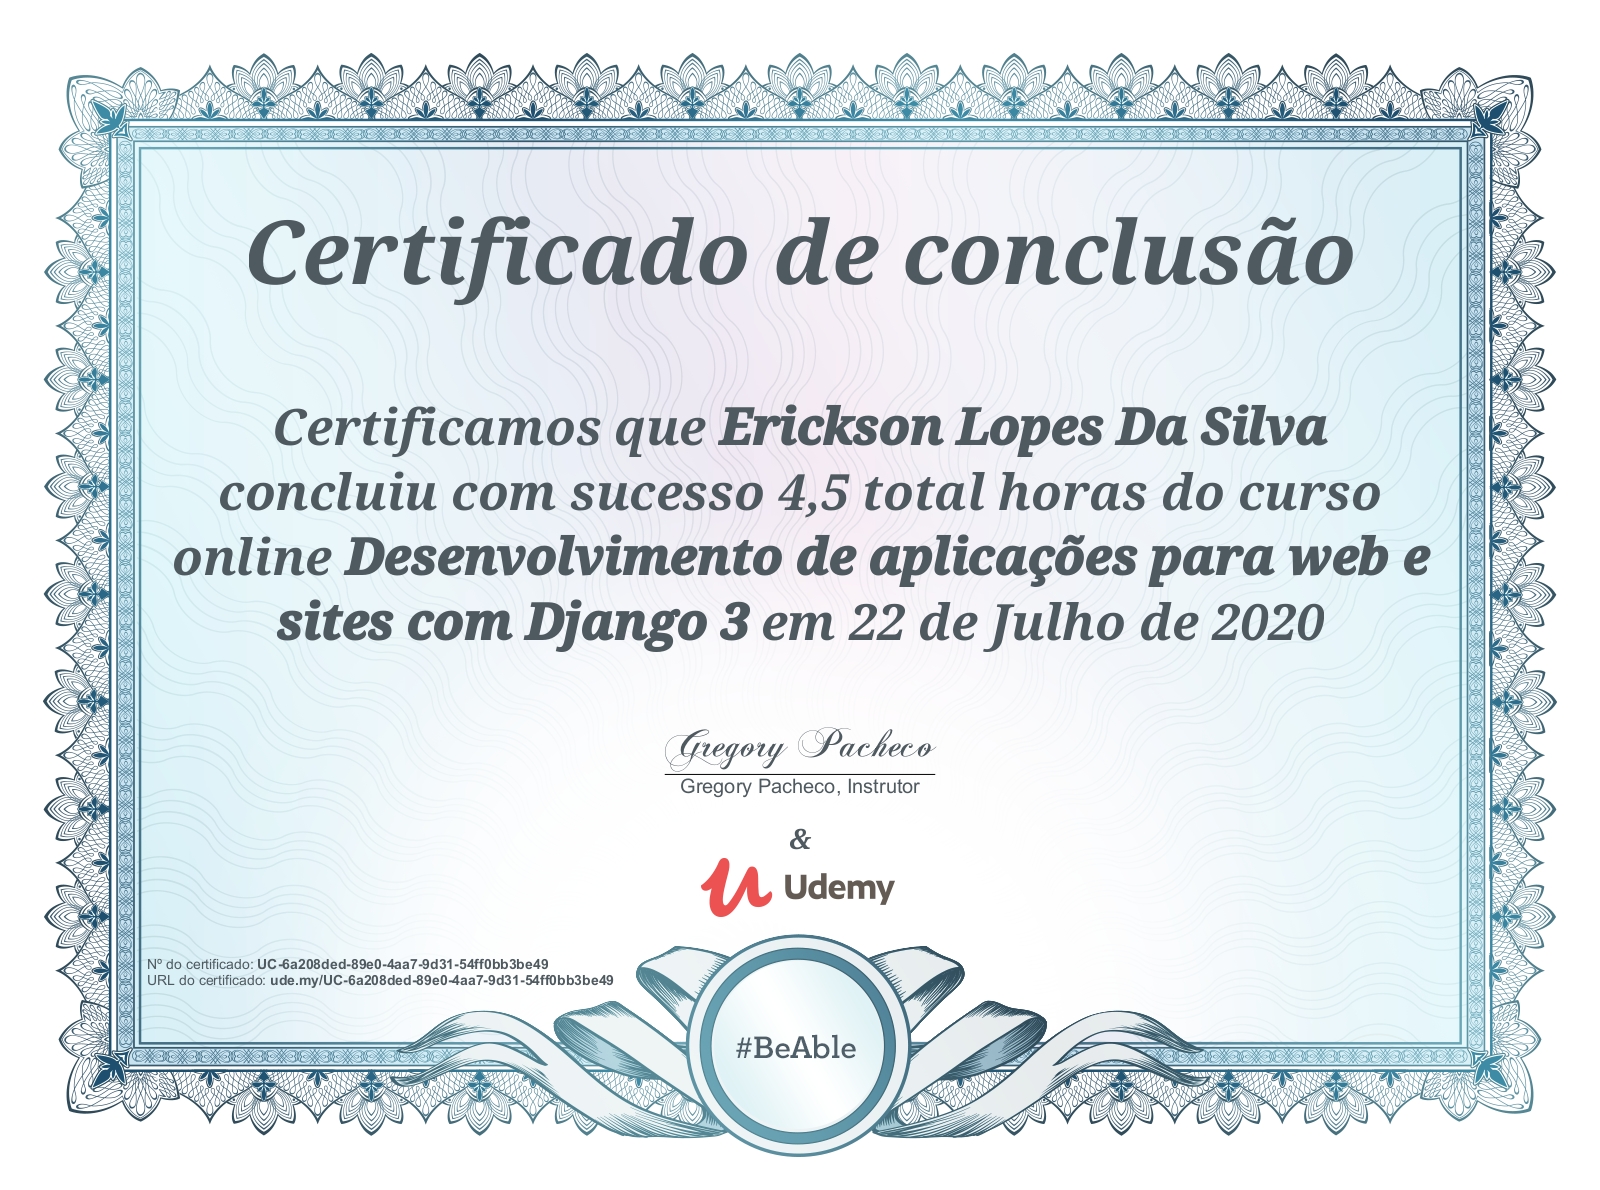 Certificado de conclusão
Certificamos que Erickson Lopes Da Silva
concluiu com sucesso 4,5 total horas do curso
online Desenvolvimento de aplicações para web e
sites com Django 3 em 22 de Julho de 2020
Gregory Pacheco
Gregory Pacheco, Instrutor
&
Udemy
Nº do certificado: UC-6a208ded-89e0-4aa7-9d31-54ff0bb3be49
URL do certificado: ude.my/UC-6a208ded-89e0-4aa7-9d31-54ff0bb3be49
#BeAble